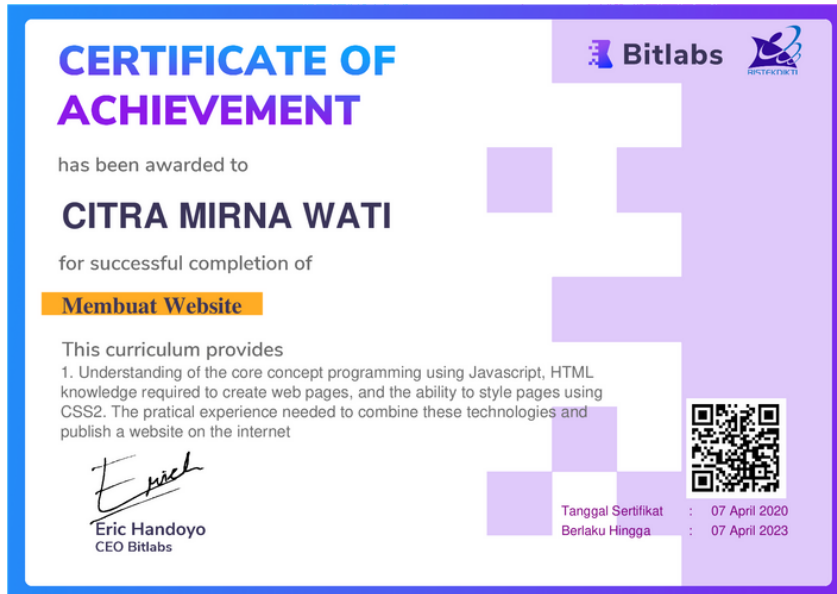 CERTIFICATE OF
ACHIEVEMENT
Bitlabs
RISTEKDIKTI
has been awarded to
CITRA MIRNA WATI
for successful completion of
Membuat Website
This curriculum provides
1. Understanding of the core concept programming using Javascript, HTML
knowledge required to create web pages, and the ability to style pages using
CSS2. The pratical experience needed to combine these technologies and
publish a website on the internet
Eric Handoyo
CEO Bitlabs
Tanggal Sertifikat : 07 April 2020
Berlaku Hingga : 07 April 2023